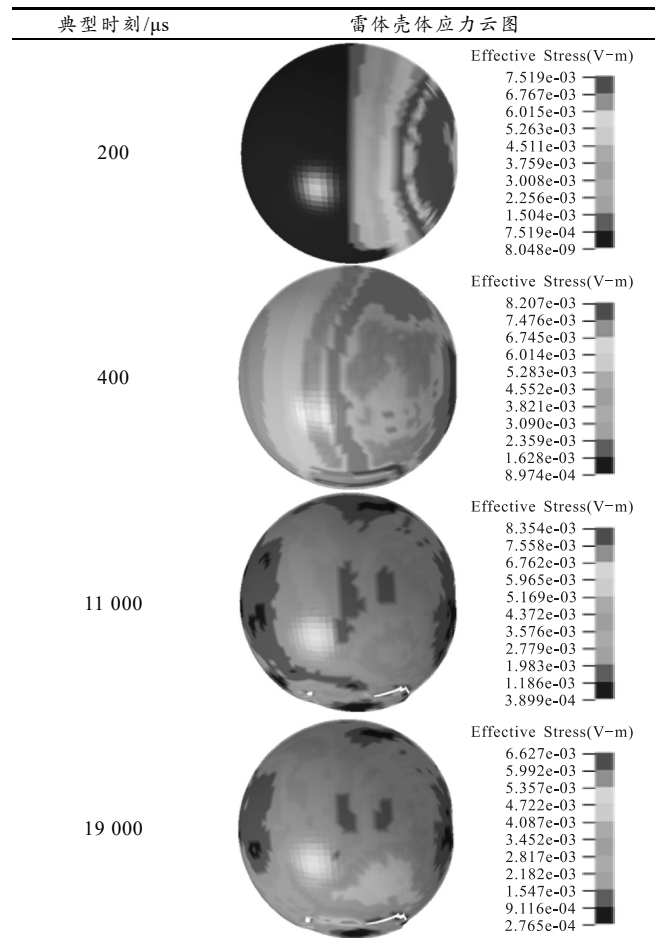 典型时刻/μs 雷体壳体应力云图
Effective Stress(V-m)
7.519e-03
6.767e-03
6.015e-03
5.263e-03
4.511e-03
200
3.759e-03
3.008e-03
2.256e-03
1.504e-03
7.519e-04
8.048e-09
Effective Stress(V-m)
8.207e-03
7.476e-03
6.745e-03
6.014e-03
5.283e-03
400
4.552e-03
3.821e-03
3.090e-03
2.359e-03
1.628e-03
8.974e-04
Effective Stress(V-m)
8.354e-03
7.558e-03
6.762e-03
5.965e-03
5.169e-03
11 000
4.372e-03
3.576e-03
2.779e-03
1.983e-03
1.186e-03
3.899e-04
Effective Stress(V-m)
6.627e-03
5.992e-03
5.357e-03
4.722e-03
4.087e-03
19 000
3.452e-03
2.817e-03
2.182e-03
1.547e-03
9.116e-04
2.765e-04